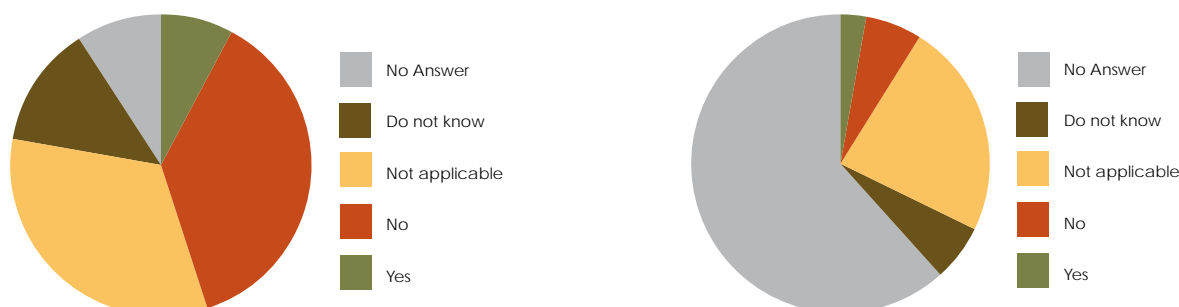 No Answer
Do not know
Not applicable
No
Yes
No Answer
Do not know
Not applicable
No
Yes